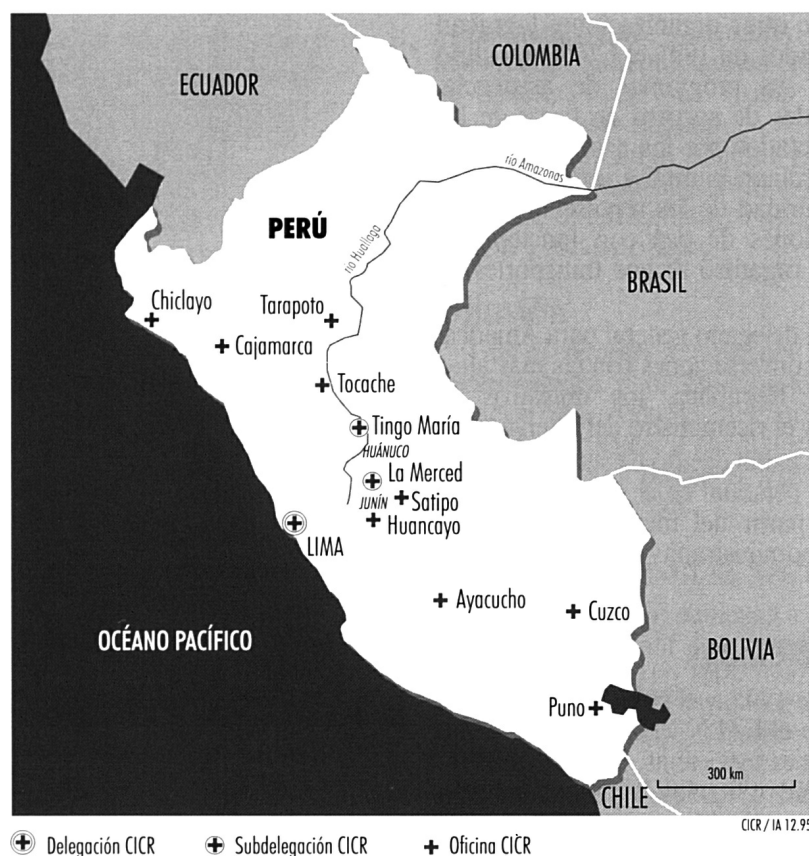 COLOMBIA
ECUADOR
río Amazonas
PERÚ
río Huallaga
BRASIL
Chiclayo
Tarapoto
Cajamarca
Tocache
Tingo María
HUÁNUCO
La Merced
JUNÍN
Satipo
Huancayo
LIMA
Ayacucho
Cuzco
OCÉANO PACÍFICO
BOLIVIA
Puno
300 km
CHILE
CICR / IA 12.95
Delegación CICR
Subdelegación CICR
Oficina CICR